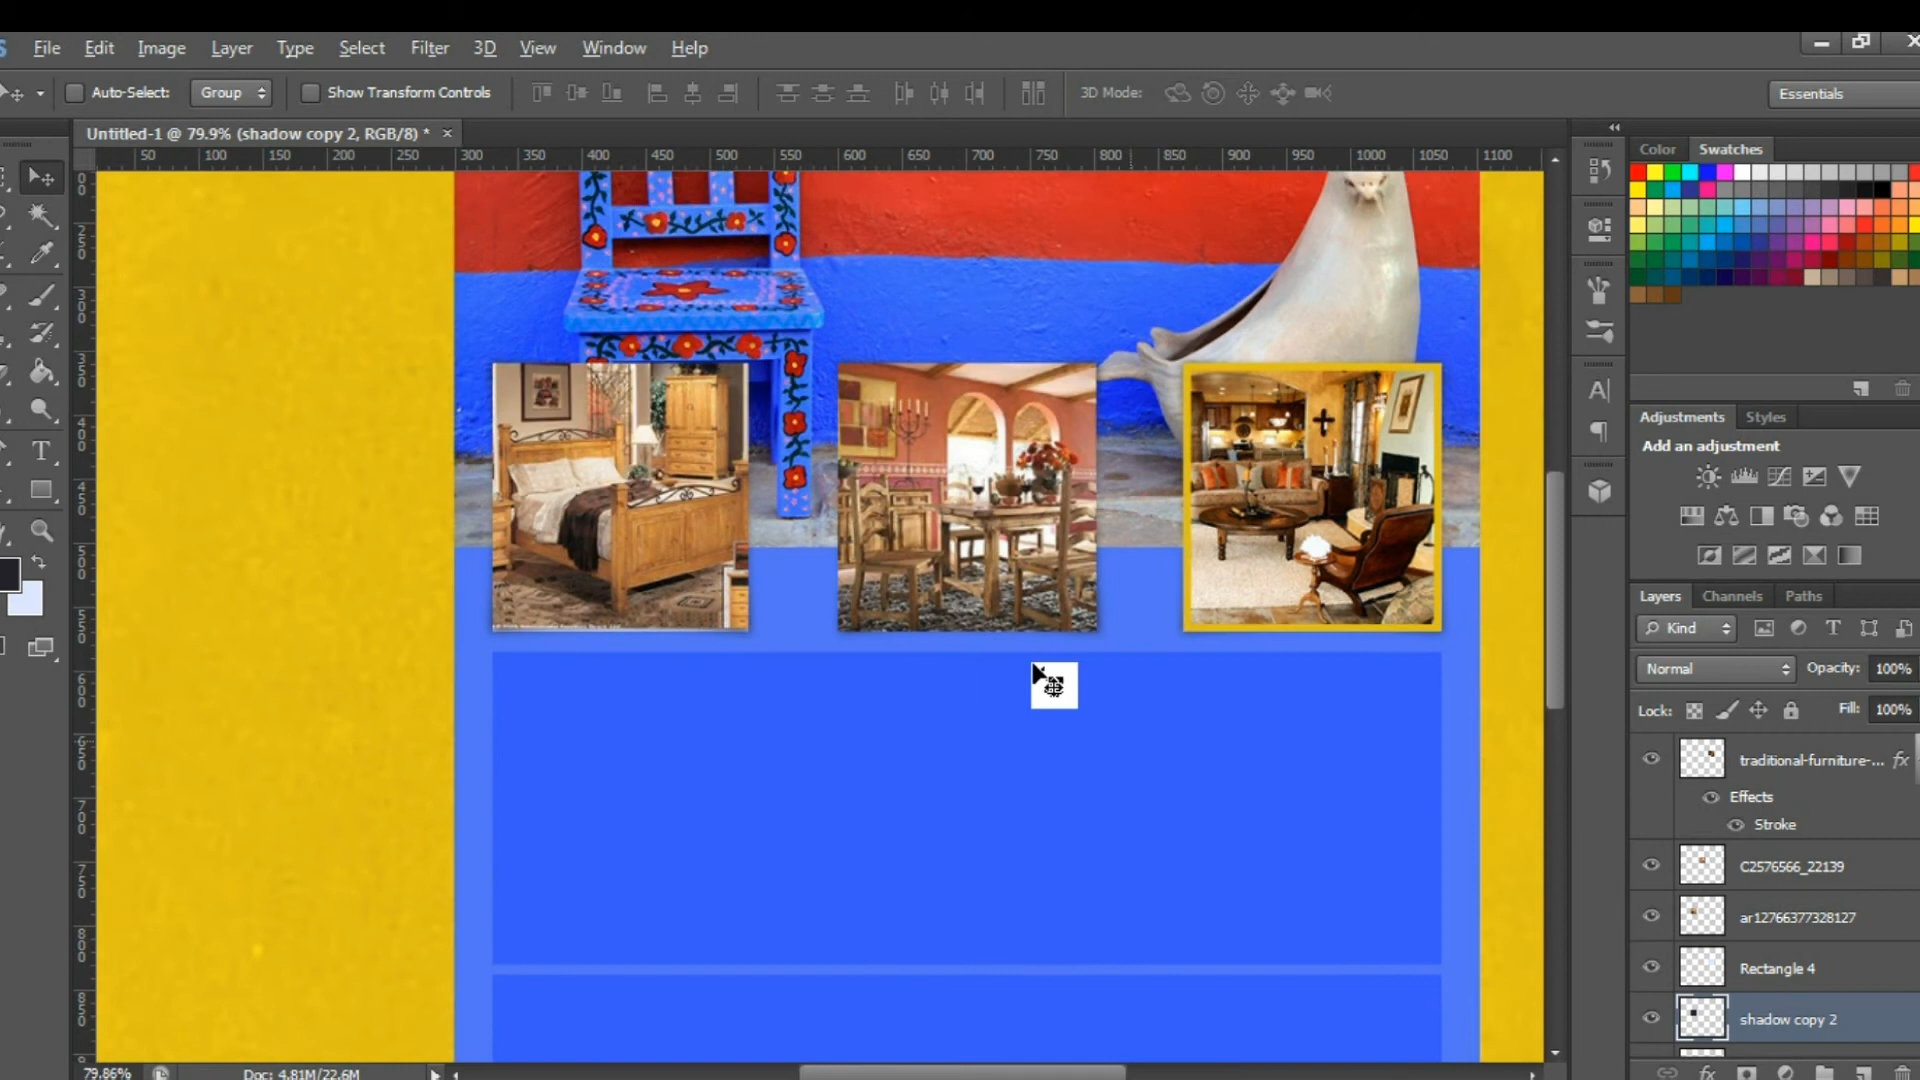 File Edit Image Layer Type Select Filter 3D View Window Help
Auto-Select: Group Show Transform Controls 3D Mode: Essentials
Untitled-1 @ 79.9% (shadow copy 2, RGB/8) * ×
50 100 150 200 250 300 350 400 450 500 550 600 650 700 750 800 850 900 950 1000 1050 1100
Color Swatches
Adjustments Styles
Add an adjustment
Layers Channels Paths
Kind
Normal Opacity: 100%
Lock: Fill: 100%
traditional-furniture-... fx
Effects
Stroke
C2576566_22139
ar12766377328127
Rectangle 4
shadow copy 2
79.86% Doc: 4.81M/22.6M